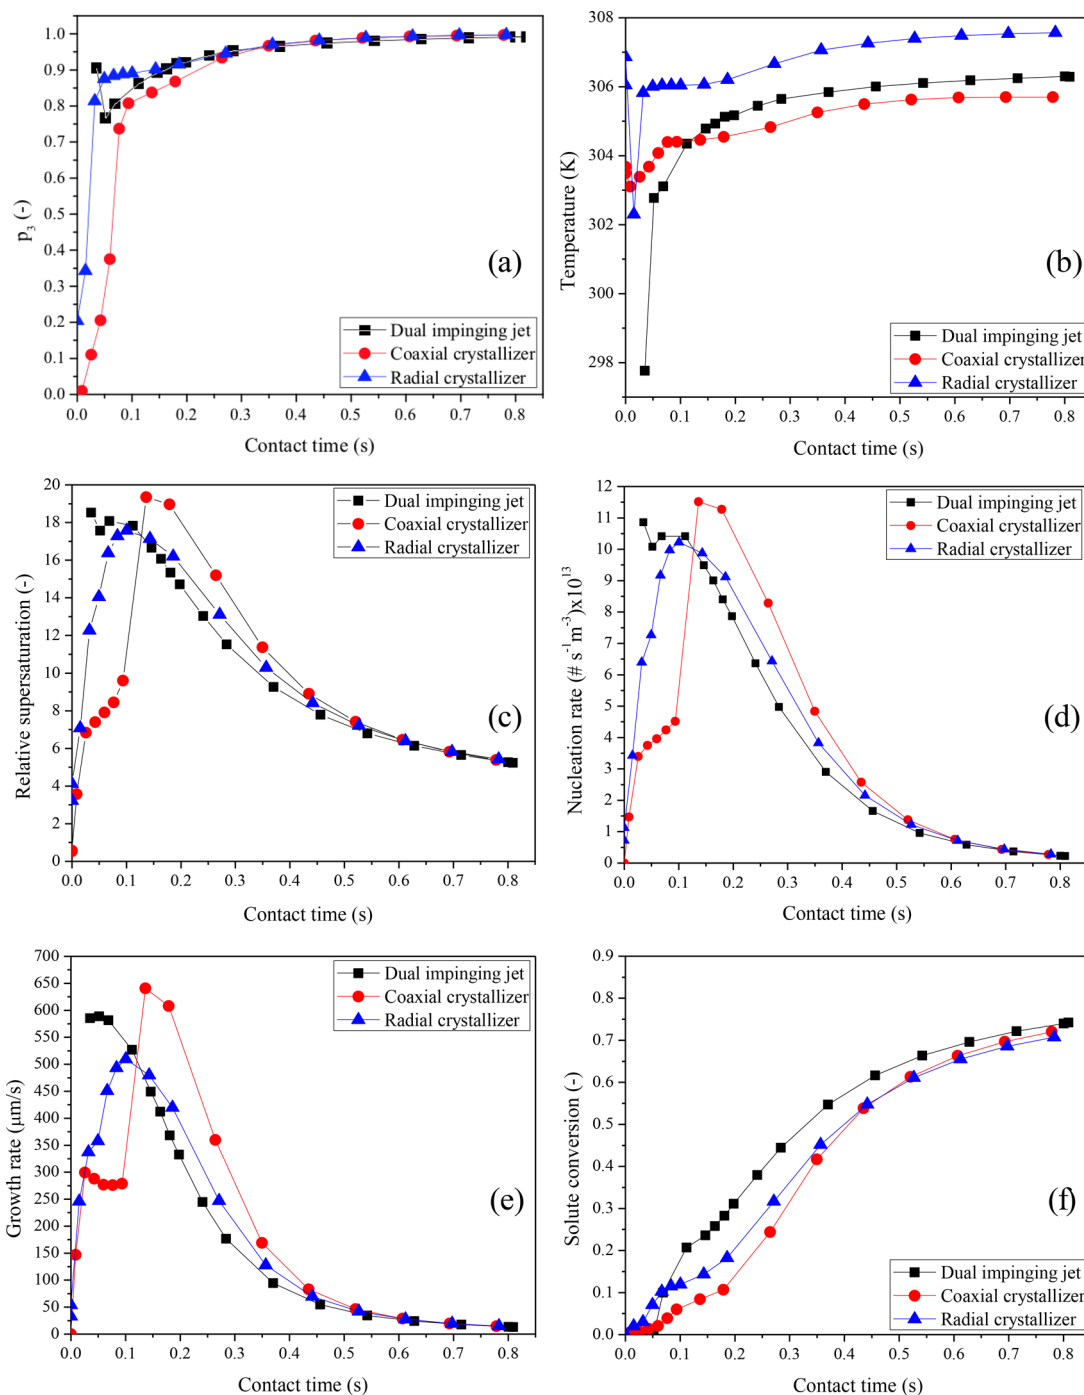 1.0
0.9
0.8
0.7
0.6
0.5
0.4
0.3
0.2
0.1
0.0
p3 (-)
(a)
Dual impinging jet
Coaxial crystallizer
Radial crystallizer
0.0 0.1 0.2 0.3 0.4 0.5 0.6 0.7 0.8
Contact time (s)
308
306
304
302
300
298
Temperature (K)
(b)
Dual impinging jet
Coaxial crystallizer
Radial crystallizer
0.0 0.1 0.2 0.3 0.4 0.5 0.6 0.7 0.8
Contact time (s)
20
18
16
14
12
10
8
6
4
2
0
Relative supersaturation (-)
Dual impinging jet
Coaxial crystallizer
Radial crystallizer
(c)
0.0 0.1 0.2 0.3 0.4 0.5 0.6 0.7 0.8
Contact time (s)
12
11
10
9
8
7
6
5
4
3
2
1
0
Nucleation rate (# s⁻¹m⁻³)x10¹³
Dual impinging jet
Coaxial crystallizer
Radial crystallizer
(d)
0.0 0.1 0.2 0.3 0.4 0.5 0.6 0.7 0.8
Contact time (s)
700
650
600
550
500
450
400
350
300
250
200
150
100
50
0
Growth rate (μm/s)
Dual impinging jet
Coaxial crystallizer
Radial crystallizer
(e)
0.0 0.1 0.2 0.3 0.4 0.5 0.6 0.7 0.8
Contact time (s)
0.9
0.8
0.7
0.6
0.5
0.4
0.3
0.2
0.1
0.0
Solute conversion (-)
(f)
Dual impinging jet
Coaxial crystallizer
Radial crystallizer
0.0 0.1 0.2 0.3 0.4 0.5 0.6 0.7 0.8
Contact time (s)